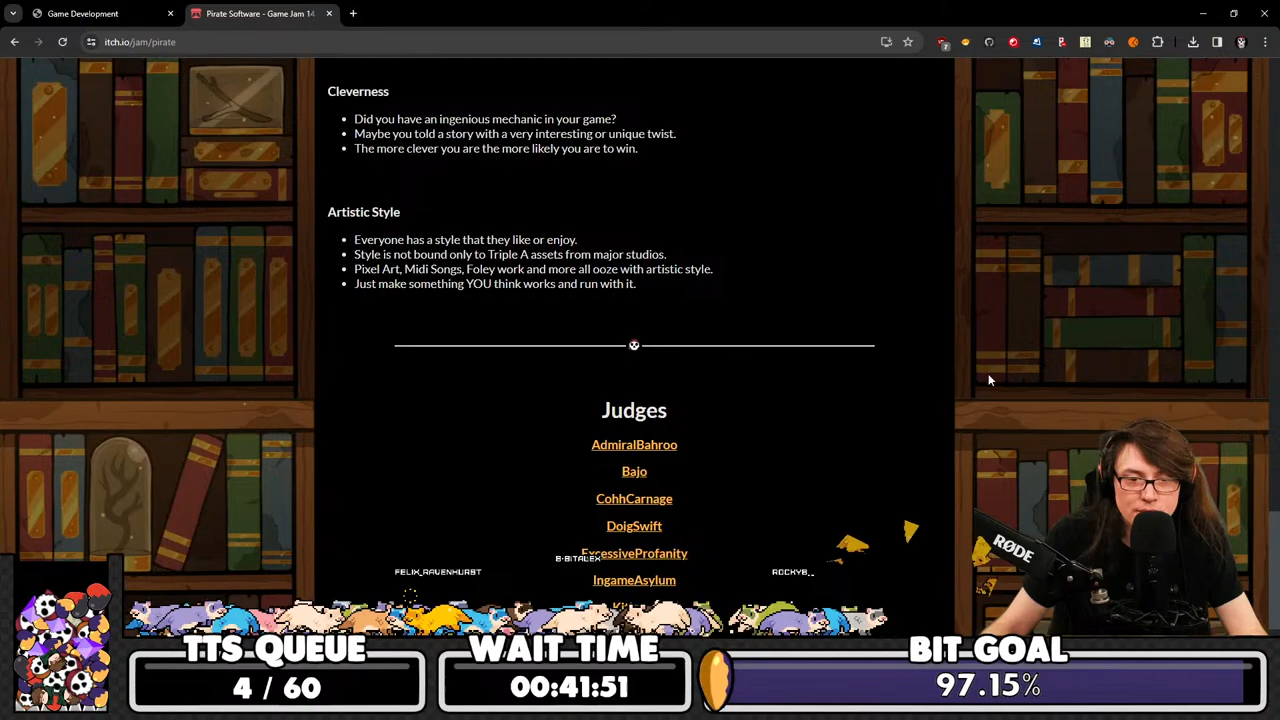 Game Development
Pirate Software - Game Jam 14
itch.io/jam/pirate
Cleverness
Did you have an ingenious mechanic in your game?
Maybe you told a story with a very interesting or unique twist.
The more clever you are the more likely you are to win.
Artistic Style
Everyone has a style that they like or enjoy.
Style is not bound only to Triple A assets from major studios.
Pixel Art, Midi Songs, Foley work and more all ooze with artistic style.
Just make something YOU think works and run with it.
Judges
AdmiralBahroo
Bajo
CohhCarnage
DoigSwift
ExcessiveProfanity
B-BITALEX
FELIX_RAVENHURST
ROCKYB_
IngameAsylum
RØDE
TTS QUEUE
WAIT TIME
BIT GOAL
4 / 60
00:41:51
97.15%